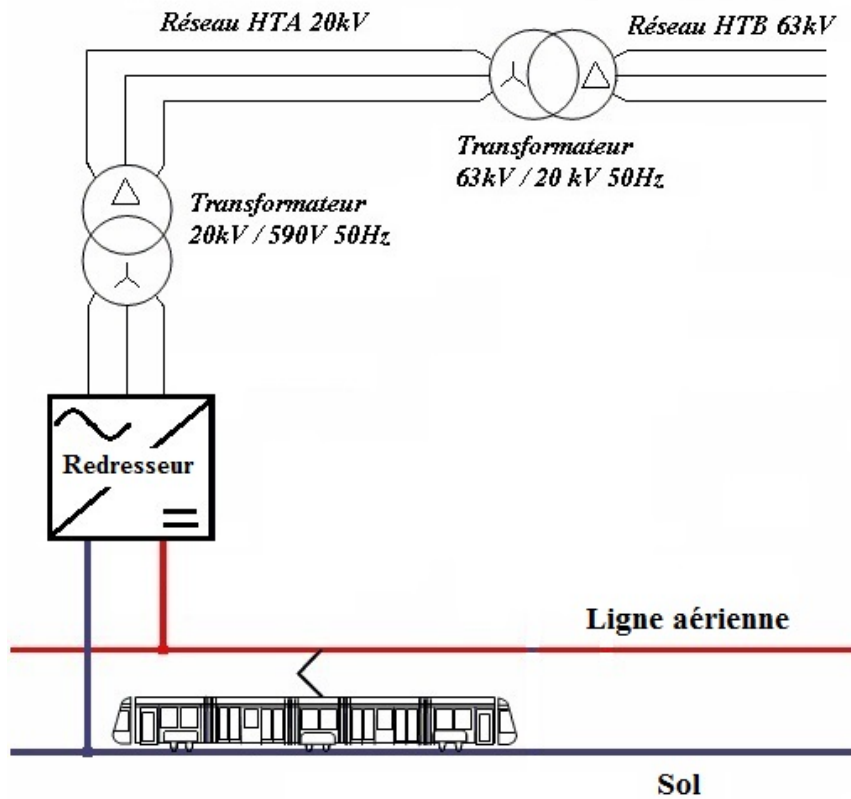 Réseau HTA 20kV
Réseau HTB 63kV
Transformateur
63kV / 20 kV 50Hz
Transformateur
20kV / 590V 50Hz
Redresseur
Ligne aérienne
Sol